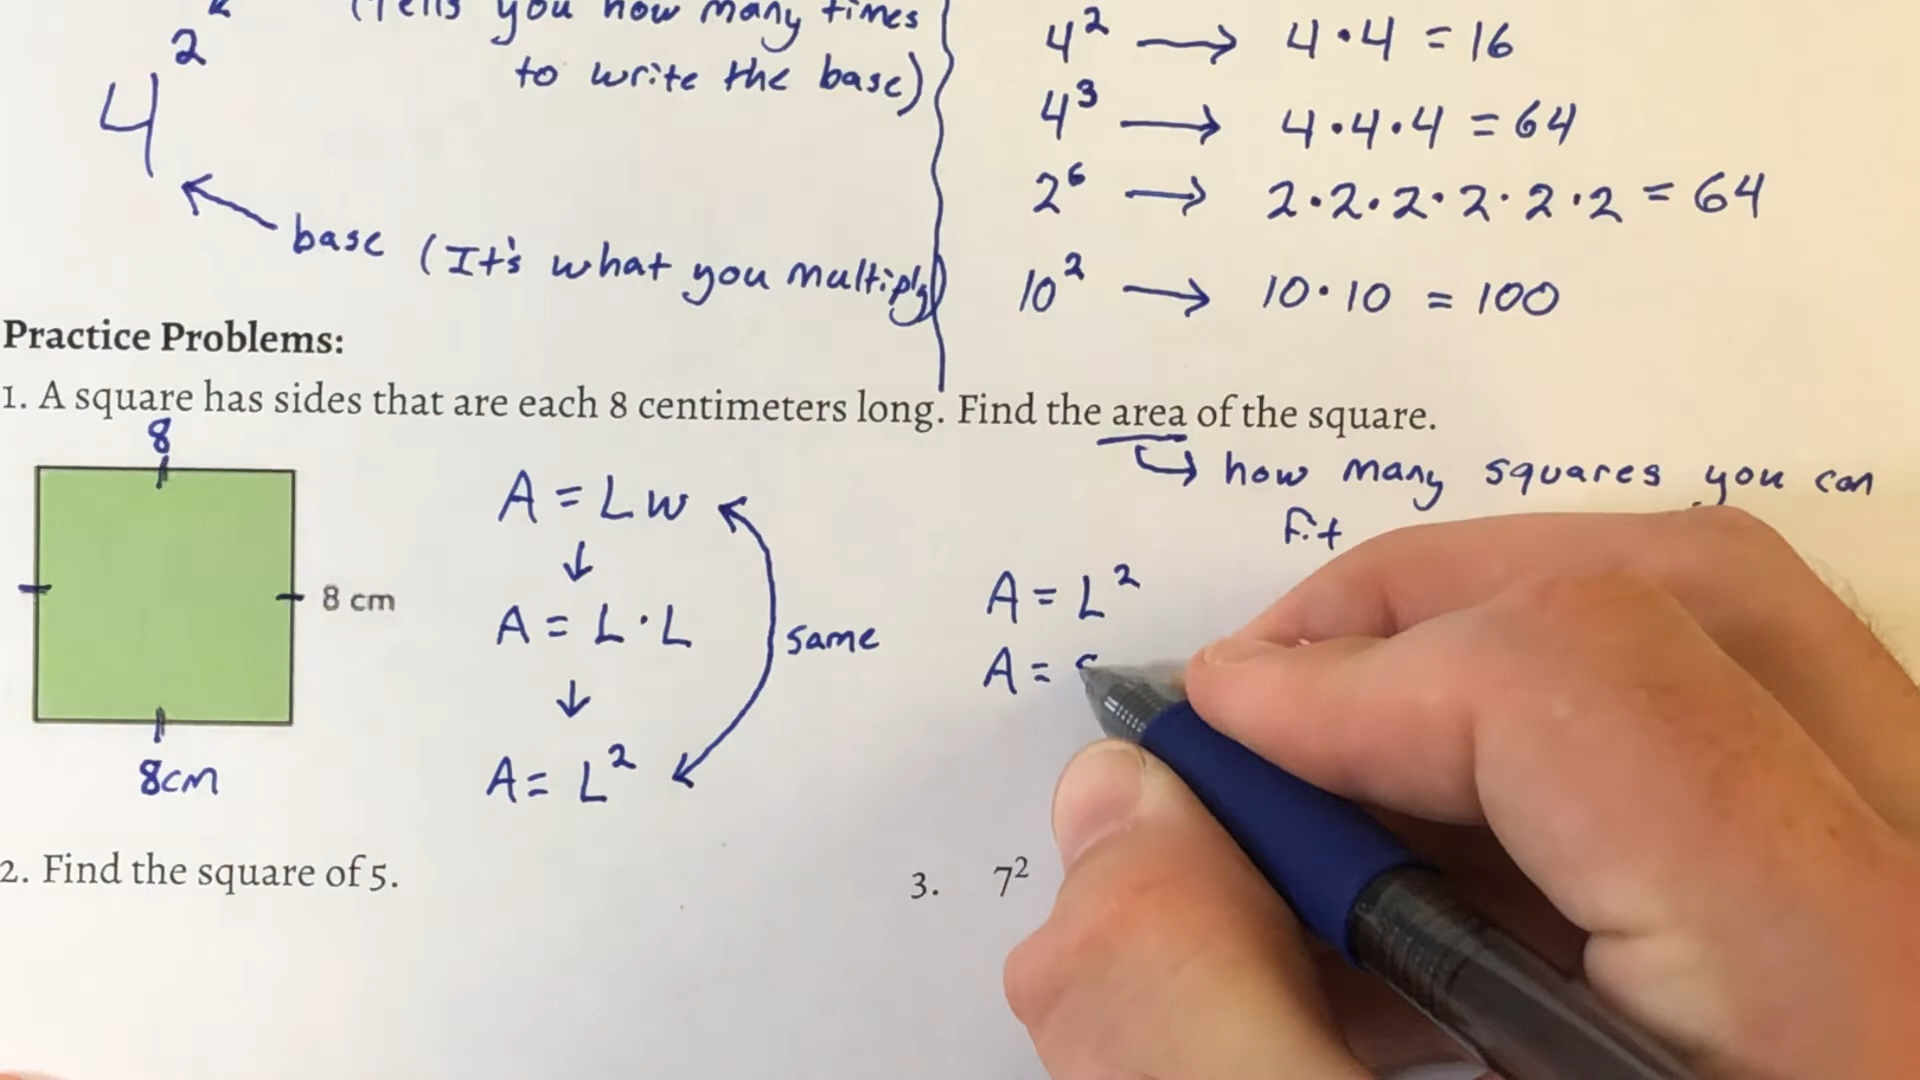 (Tells you how many times
to write the base)
4²
base (It's what you multiply)
4² → 4·4 = 16
4³ → 4·4·4 = 64
2⁶ → 2·2·2·2·2·2 = 64
10² → 10·10 = 100
Practice Problems:
1. A square has sides that are each 8 centimeters long. Find the area of the square.
how many squares you can
fit
8
8 cm
8cm
A = Lw
↓
A = L·L
↓
A = L²
same
A = L²
A =
2. Find the square of 5.
3. 7²